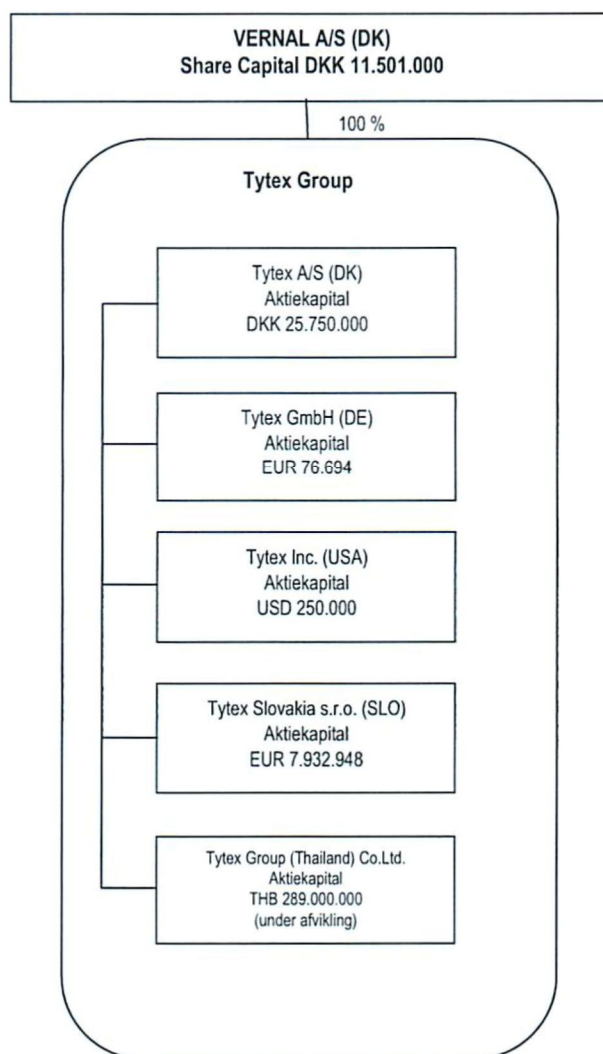 VERNAL A/S (DK)
Share Capital DKK 11.501.000
100 %
Tytex Group
Tytex A/S (DK)
Aktiekapital
DKK 25.750.000
Tytex GmbH (DE)
Aktiekapital
EUR 76.694
Tytex Inc. (USA)
Aktiekapital
USD 250.000
Tytex Slovakia s.r.o. (SLO)
Aktiekapital
EUR 7.932.948
Tytex Group (Thailand) Co.Ltd.
Aktiekapital
THB 289.000.000
(under afvikling)